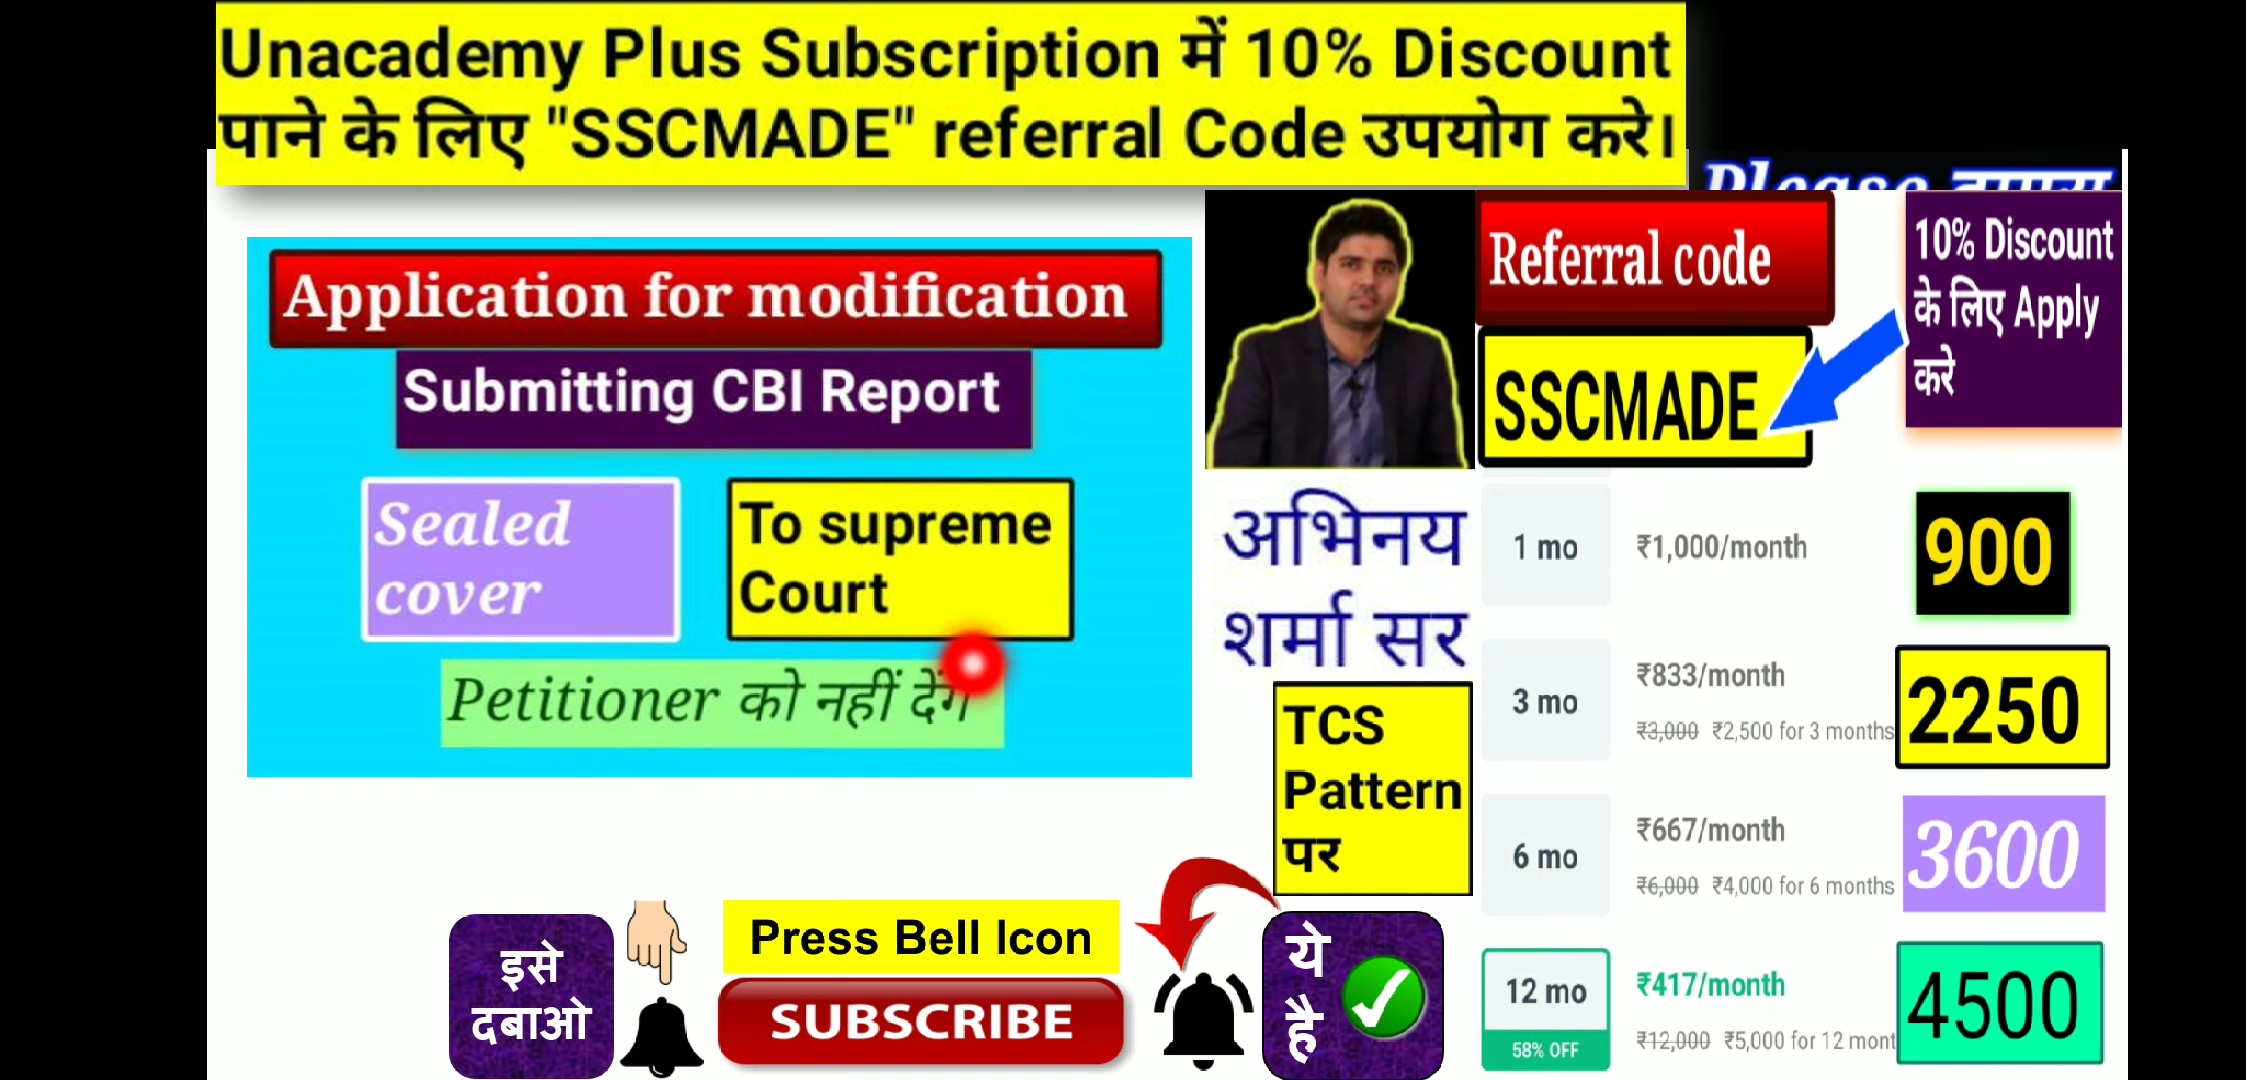 Unacademy Plus Subscription में 10% Discount
पाने के लिए "SSCMADE" referral Code उपयोग करे।
Please
Application for modification
Submitting CBI Report
Sealed
cover
To supreme
Court
Petitioner को नहीं देंगे
Referral code
SSCMADE
10% Discount
के लिए Apply
करे
अभिनय
शर्मा सर
TCS
Pattern
पर
1 mo
₹1,000/month
900
3 mo
₹833/month
₹3,000 ₹2,500 for 3 months
2250
6 mo
₹667/month
₹6,000 ₹4,000 for 6 months
3600
12 mo
58% OFF
₹417/month
₹12,000 ₹5,000 for 12 mont
4500
इसे
दबाओ
Press Bell Icon
SUBSCRIBE
ये
है